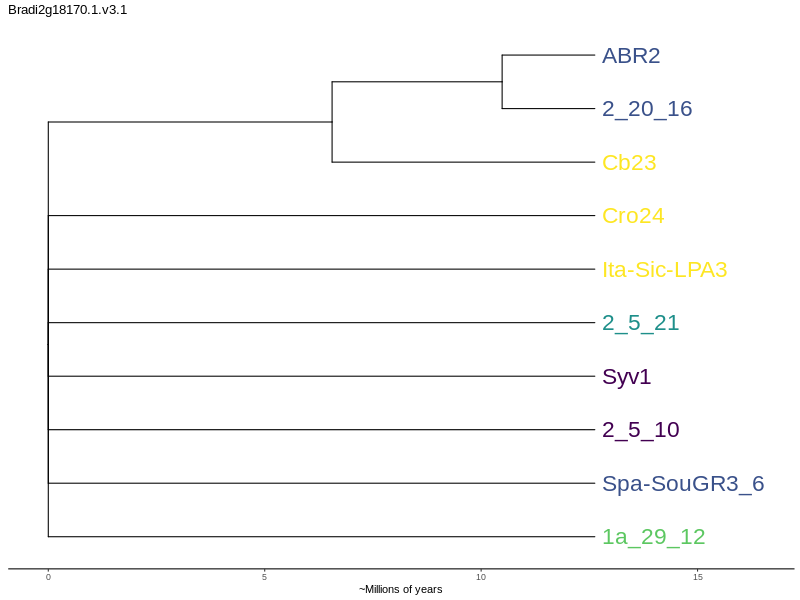 Bradi2g18170.1.v3.1
ABR2
2_20_16
Cb23
Cro24
Ita-Sic-LPA3
2_5_21
Syv1
2_5_10
Spa-SouGR3_6
1a_29_12
0 5 10 15
~Millions of years